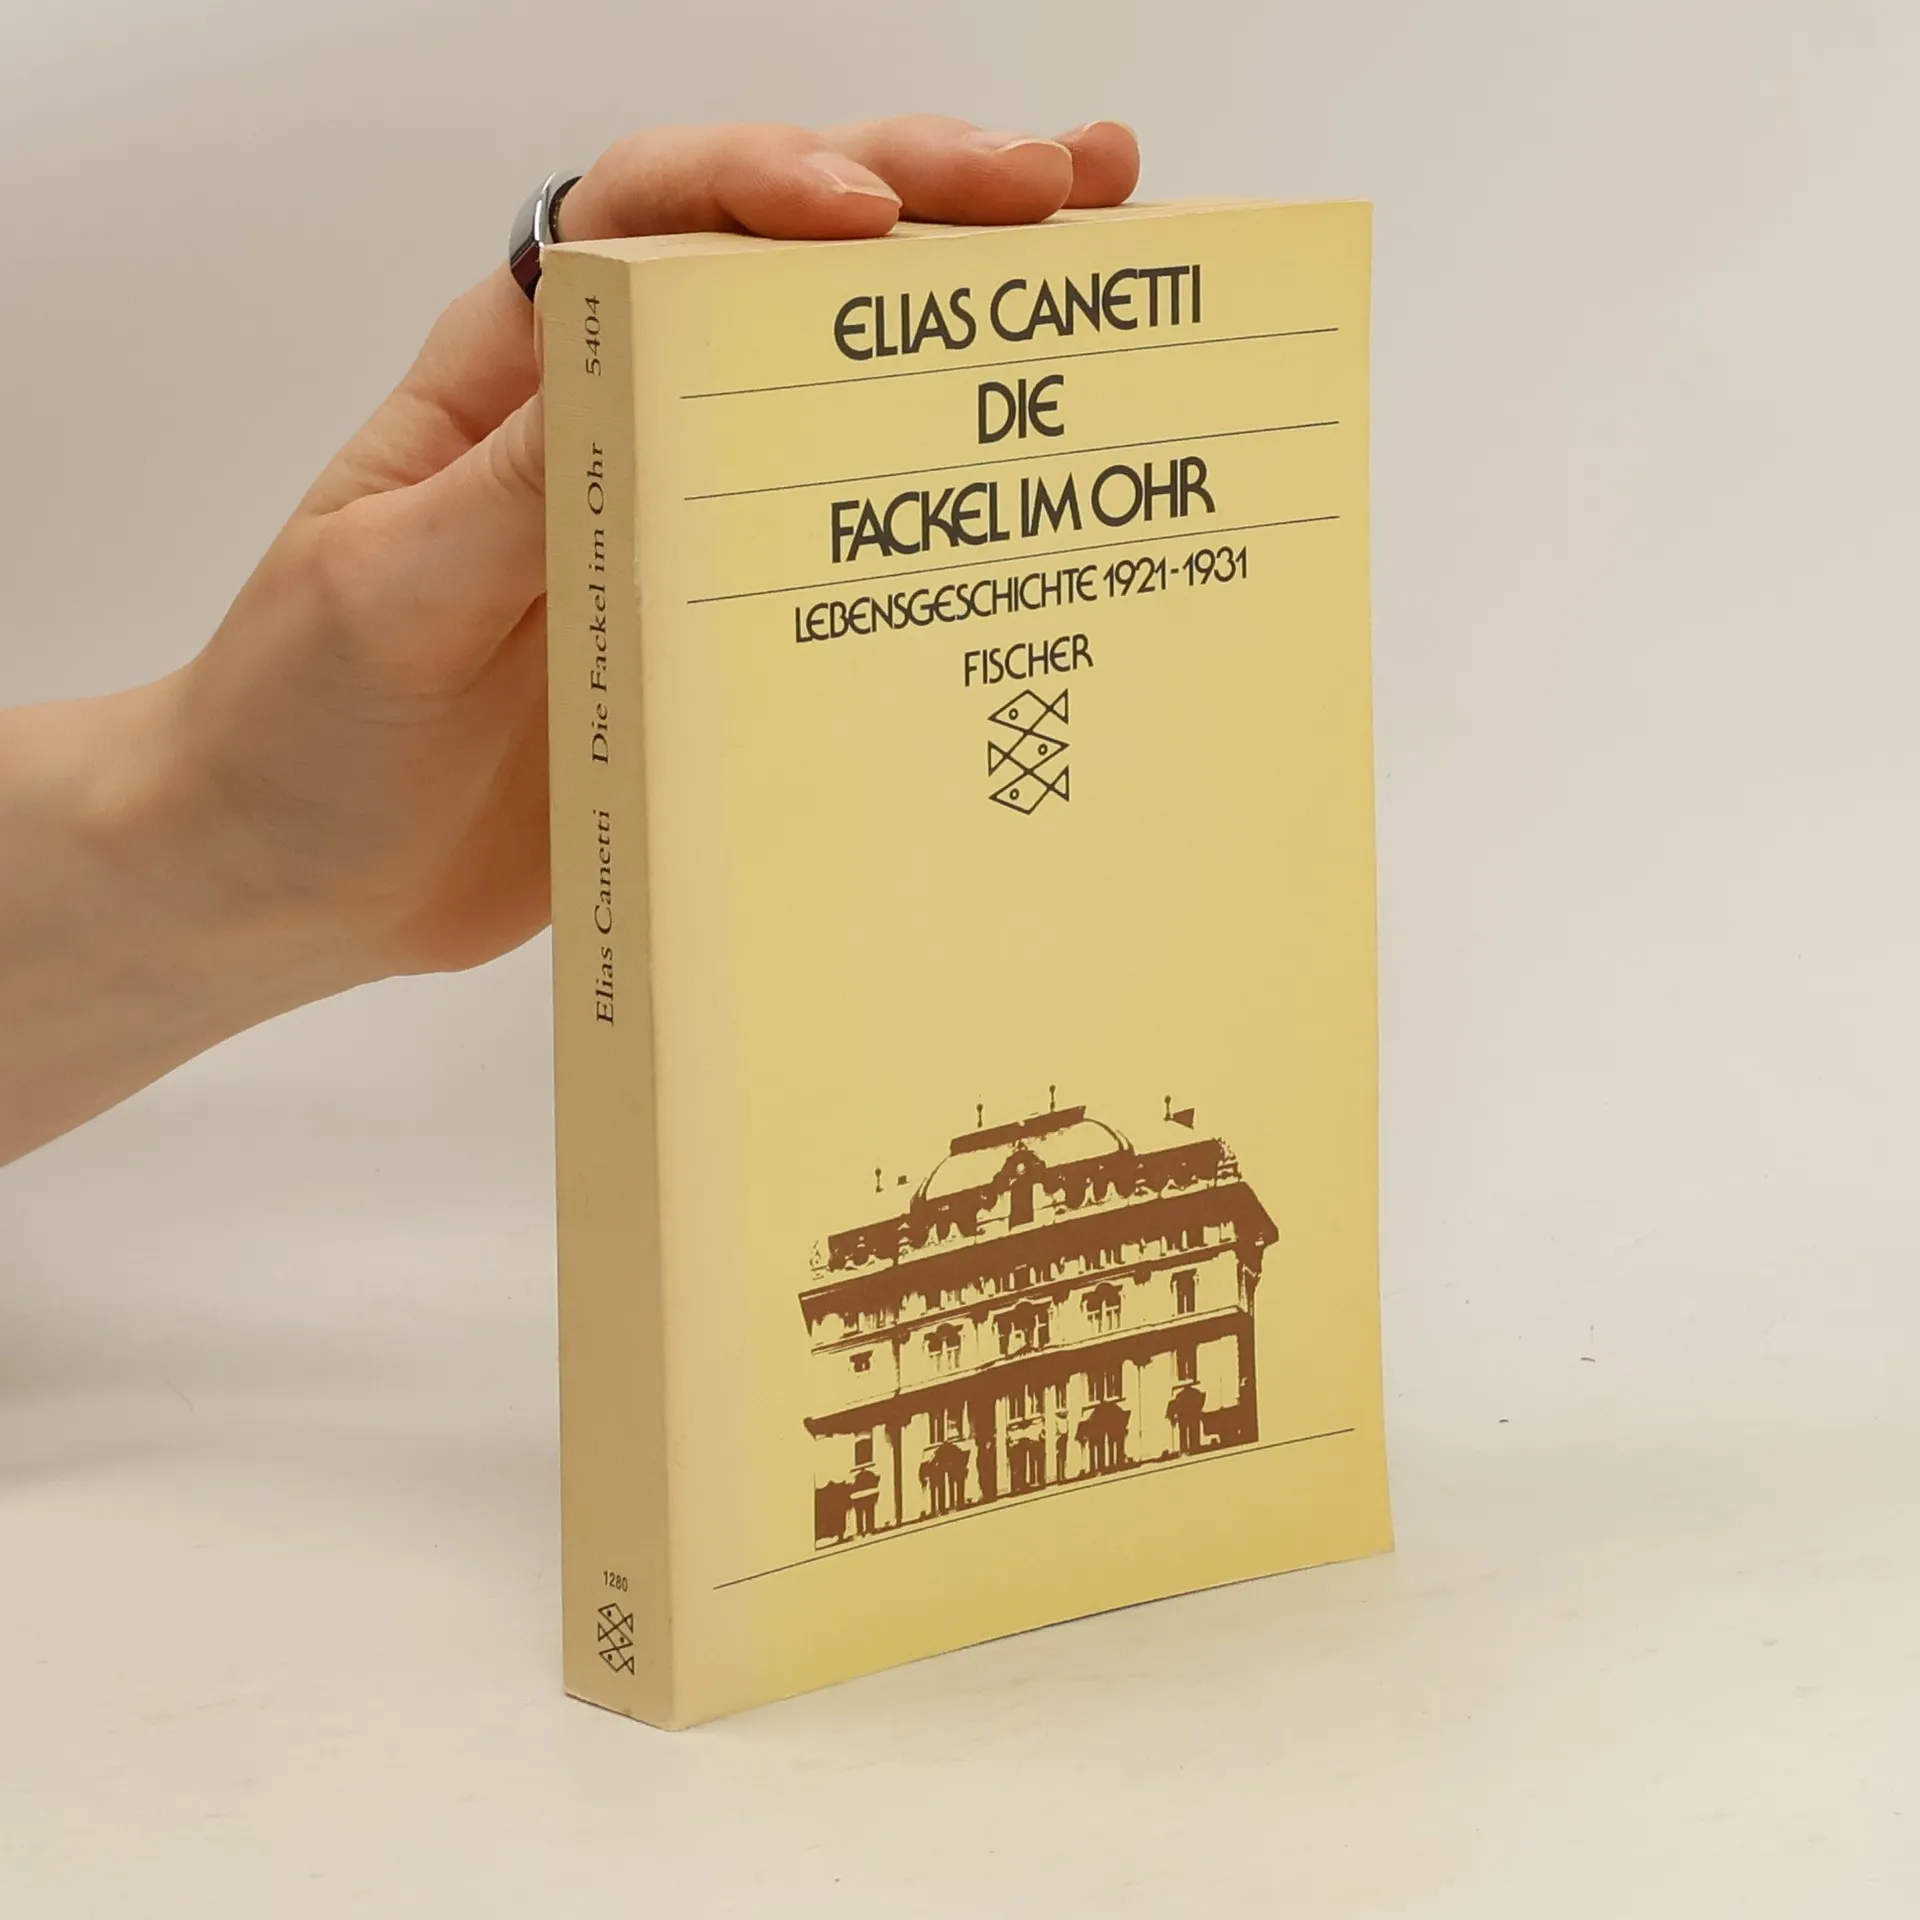 ELIAS CANETTI
DIE
FACKEL IM OHR
LEBENSGESCHICHTE 1921-1931
FISCHER
Elias Canetti Die Fackel im Ohr 5404
1280